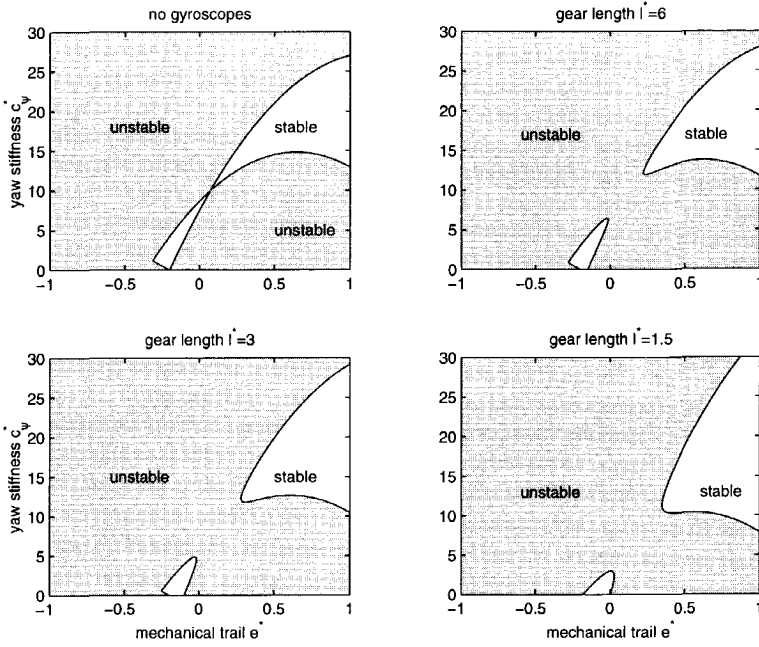 no gyroscopes
30
25
20
15
10
5
0
yaw stiffness c*ψ
unstable
stable
unstable
-1
-0.5
0
0.5
1
gear length l*=6
30
25
20
15
10
5
0
unstable
stable
-1
-0.5
0
0.5
1
gear length l*=3
30
25
20
15
10
5
0
yaw stiffness c*ψ
unstable
stable
-1
-0.5
0
0.5
1
mechanical trail e*
gear length l*=1.5
30
25
20
15
10
5
0
unstable
stable
-1
-0.5
0
0.5
1
mechanical trail e*